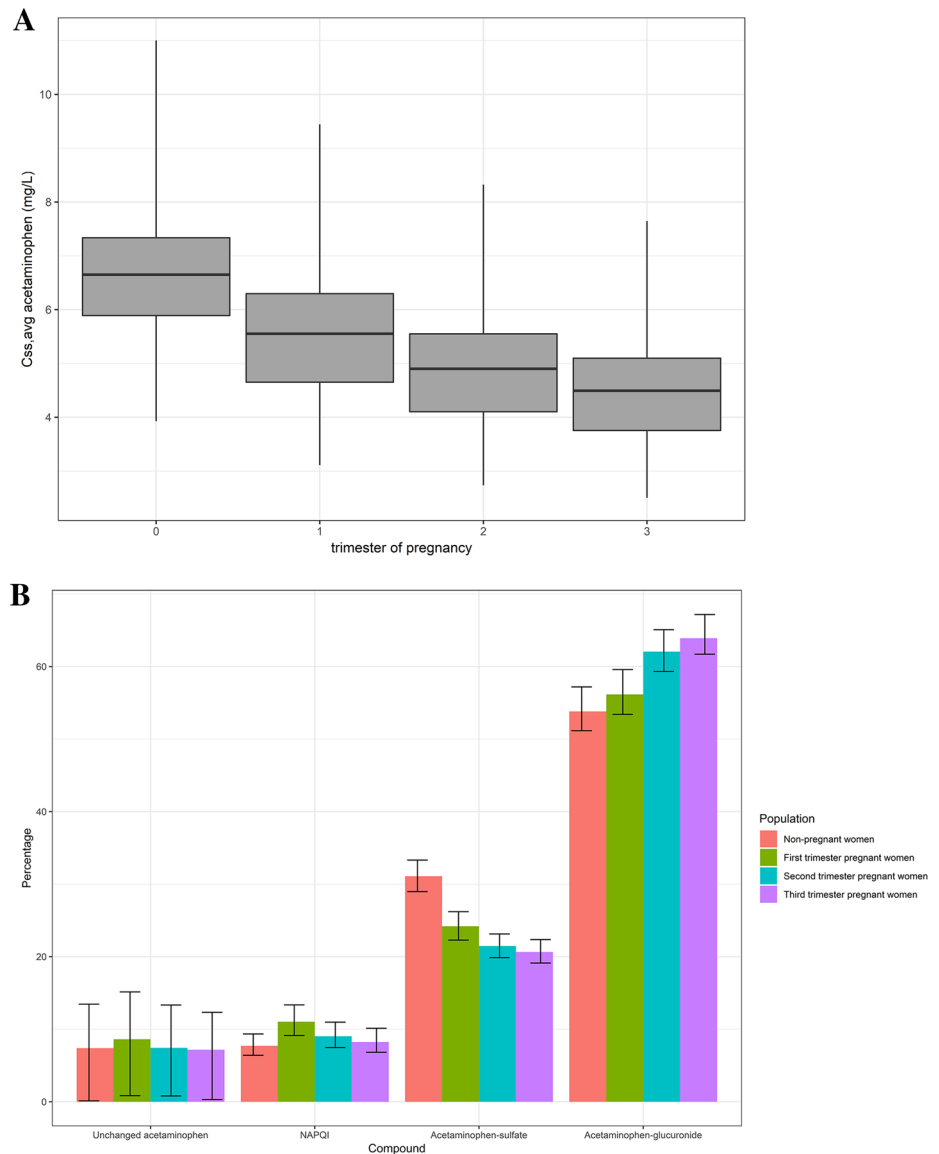 A
Css,avg acetaminophen (mg/L)
10
8
6
4
0 1 2 3
trimester of pregnancy
B
Percentage
60
40
20
0
Unchanged acetaminophen NAPQI Acetaminophen-sulfate Acetaminophen-glucuronide
Compound
Population
Non-pregnant women
First trimester pregnant women
Second trimester pregnant women
Third trimester pregnant women